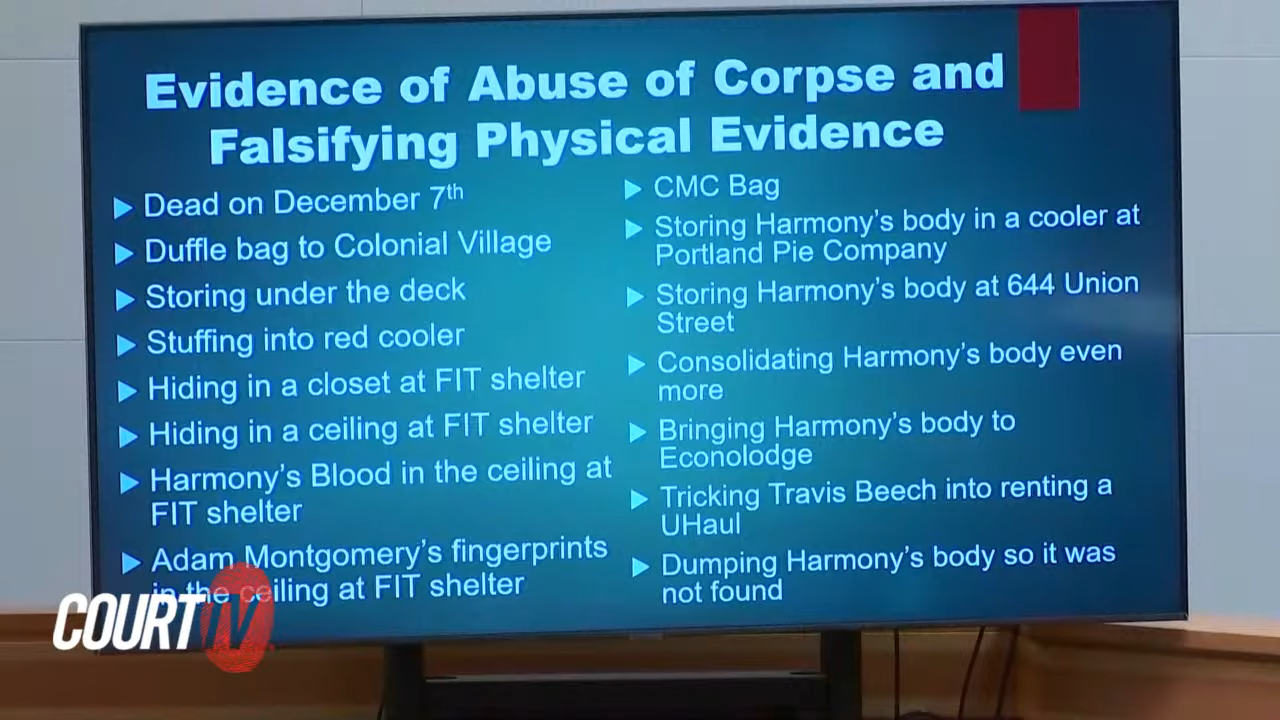 Evidence of Abuse of Corpse and
Falsifying Physical Evidence
Dead on December 7th
Duffle bag to Colonial Village
Storing under the deck
Stuffing into red cooler
Hiding in a closet at FIT shelter
Hiding in a ceiling at FIT shelter
Harmony's Blood in the ceiling at
FIT shelter
Adam Montgomery's fingerprints
in the ceiling at FIT shelter
CMC Bag
Storing Harmony's body in a cooler at
Portland Pie Company
Storing Harmony's body at 644 Union
Street
Consolidating Harmony's body even
more
Bringing Harmony's body to
Econolodge
Tricking Travis Beech into renting a
UHaul
Dumping Harmony's body so it was
not found
COURT TV